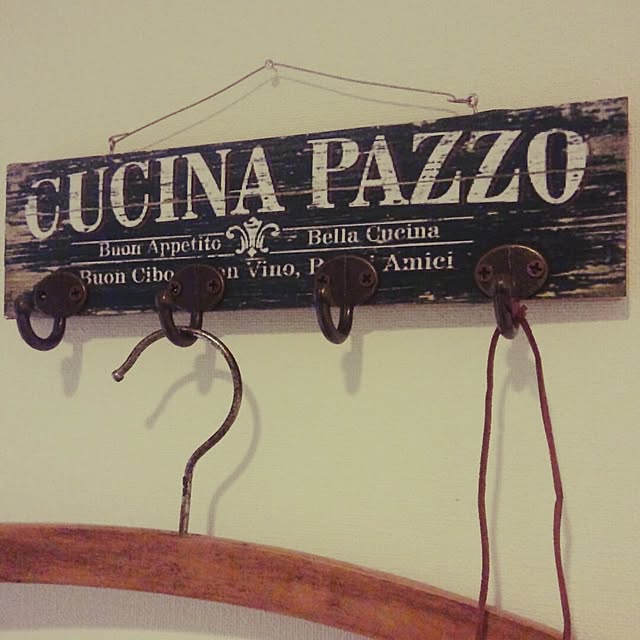 CUCINA PAZZO
Buon Appetito Bella Cucina
Buon Cibo Vino, Amici